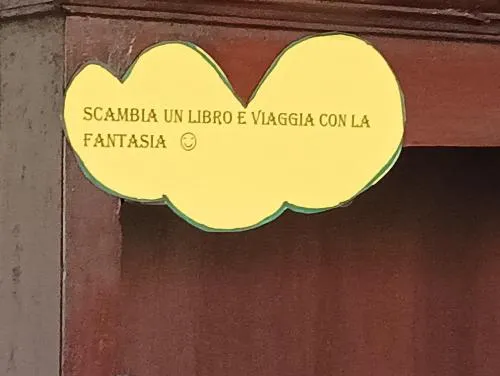 SCAMBIA UN LIBRO E VIAGGIA CON LA
FANTASIA ☺